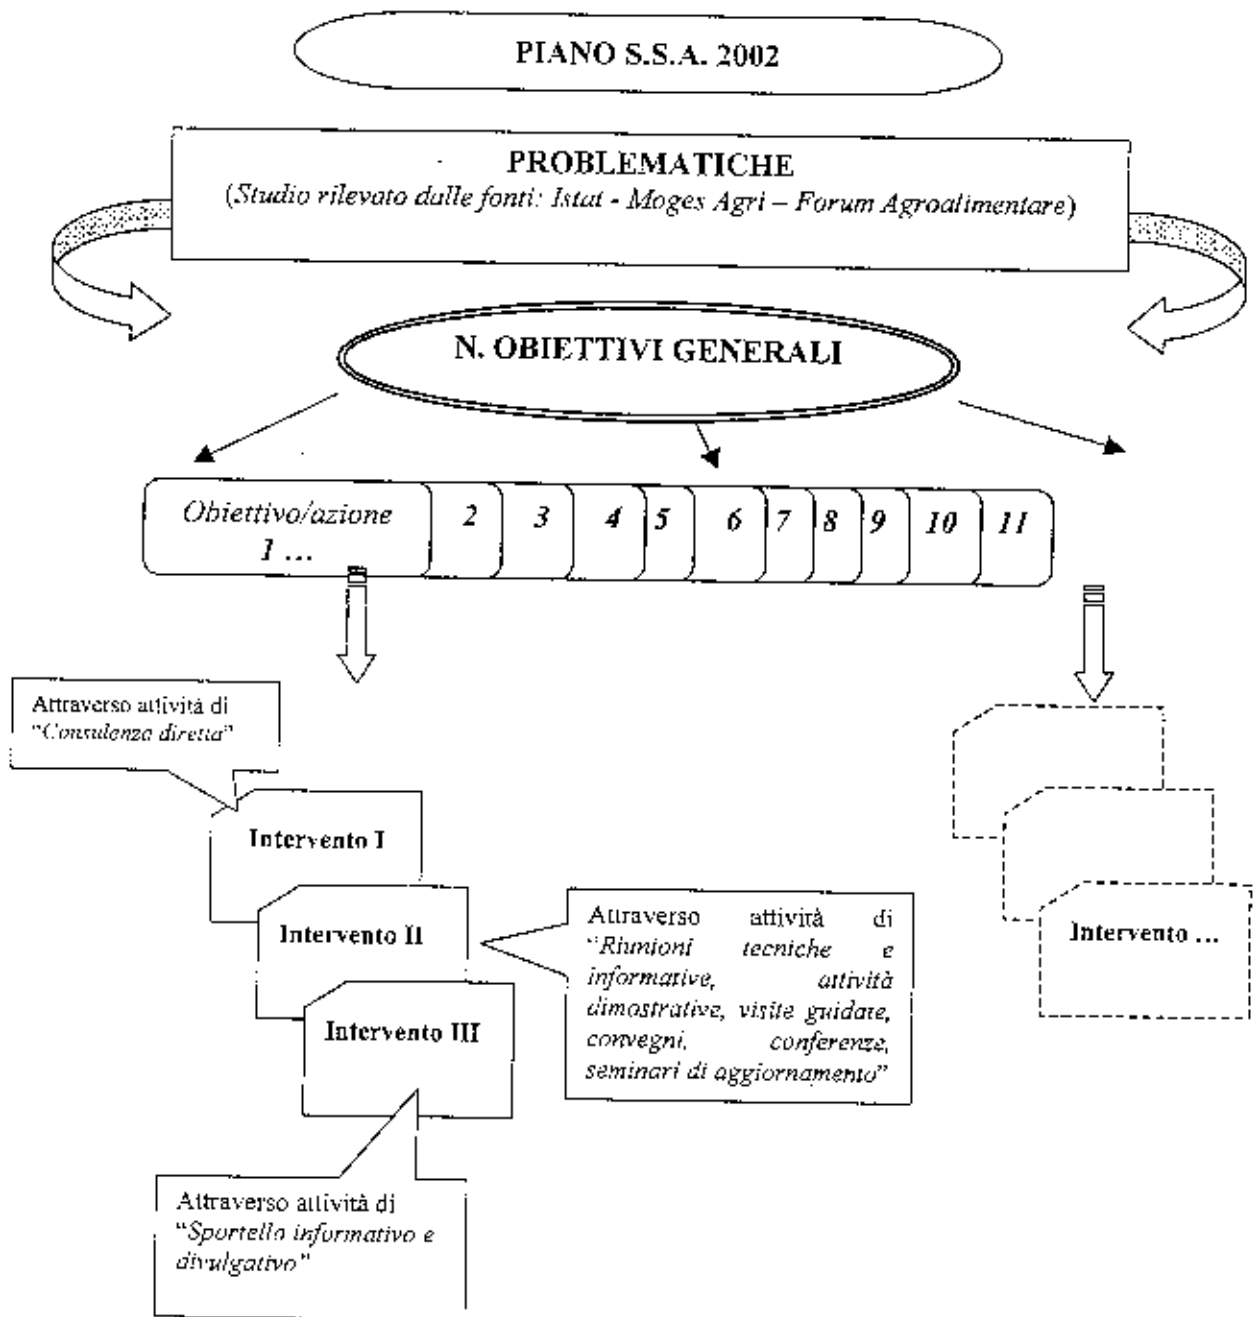 PIANO S.S.A. 2002
PROBLEMATICHE
(Studio rilevato dalle fonti: Istat - Moges Agri – Forum Agroalimentare)
N. OBIETTIVI GENERALI
Obiettivo/azione
1 ...
2
3
4
5
6
7
8
9
10
11
Attraverso attività di
"Consulenza diretta"
Intervento I
Intervento II
Attraverso attività di
"Riunioni tecniche e
informative, attività
dimostrative, visite guidate,
convegni, conferenze,
seminari di aggiornamento"
Intervento III
Attraverso attività di
"Sportello informativo e
divulgativo"
Intervento ...